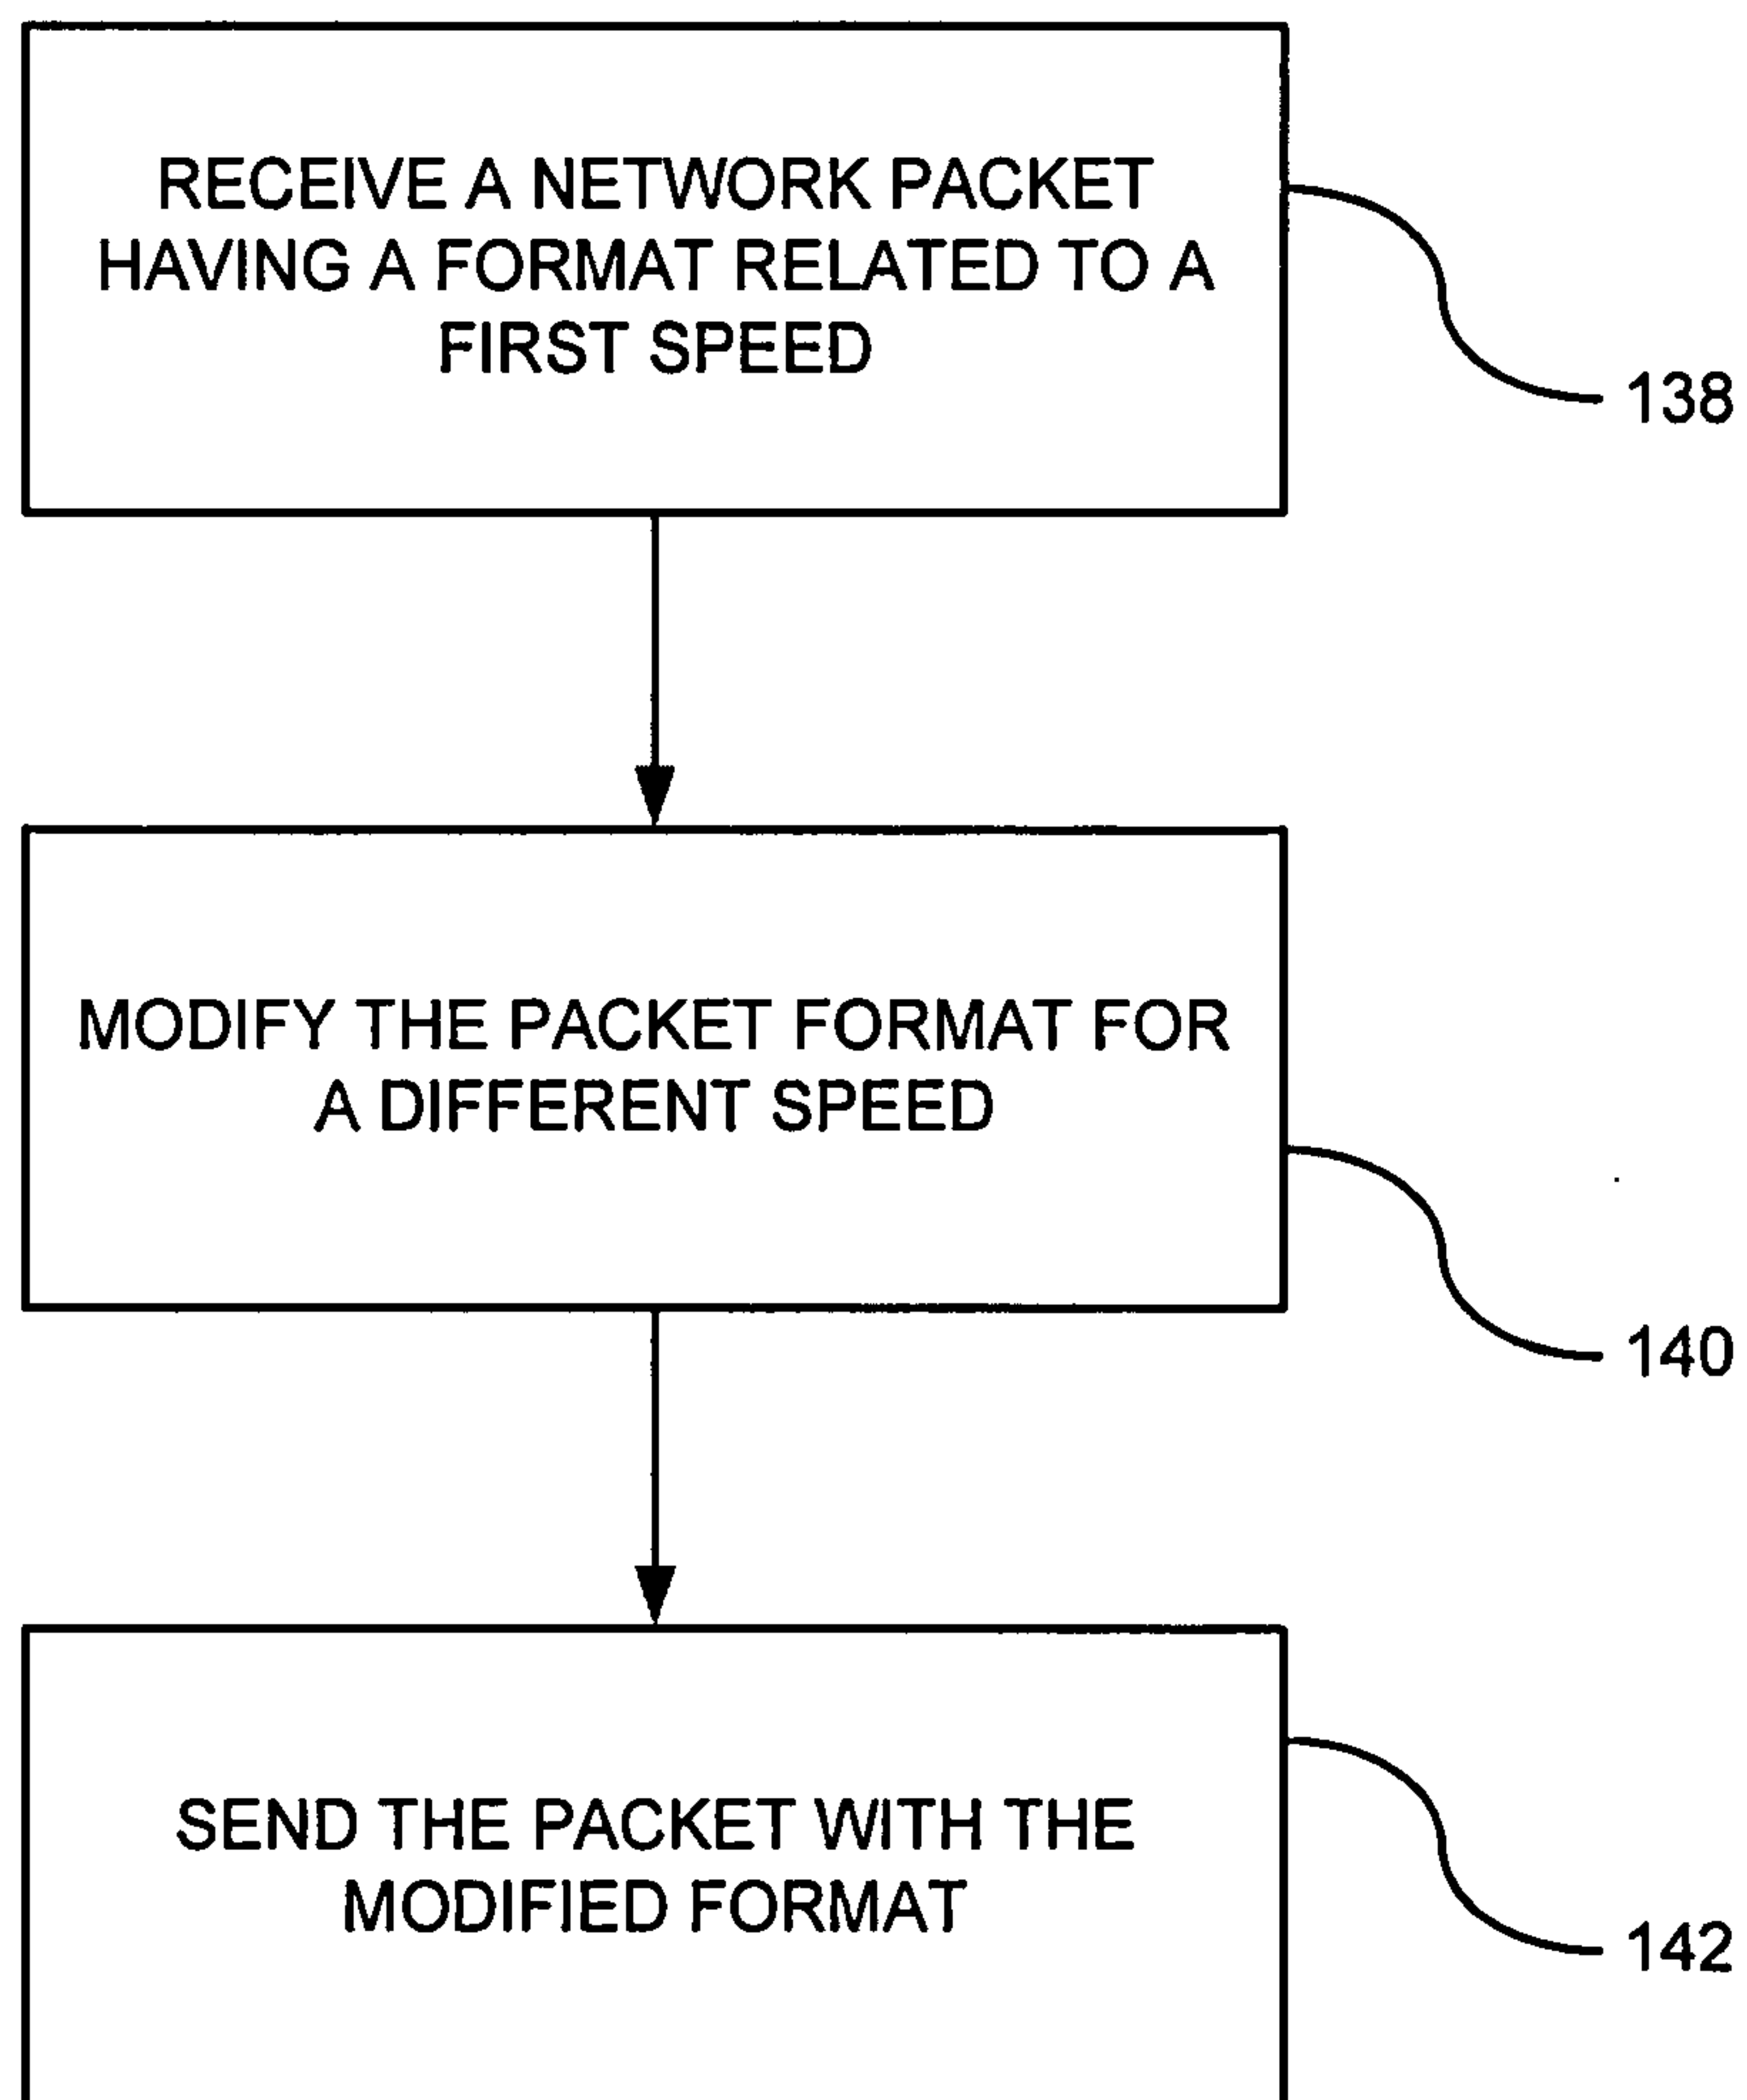 RECEIVE A NETWORK PACKET
HAVING A FORMAT RELATED TO A
FIRST SPEED
138
MODIFY THE PACKET FORMAT FOR
A DIFFERENT SPEED
140
SEND THE PACKET WITH THE
MODIFIED FORMAT
142